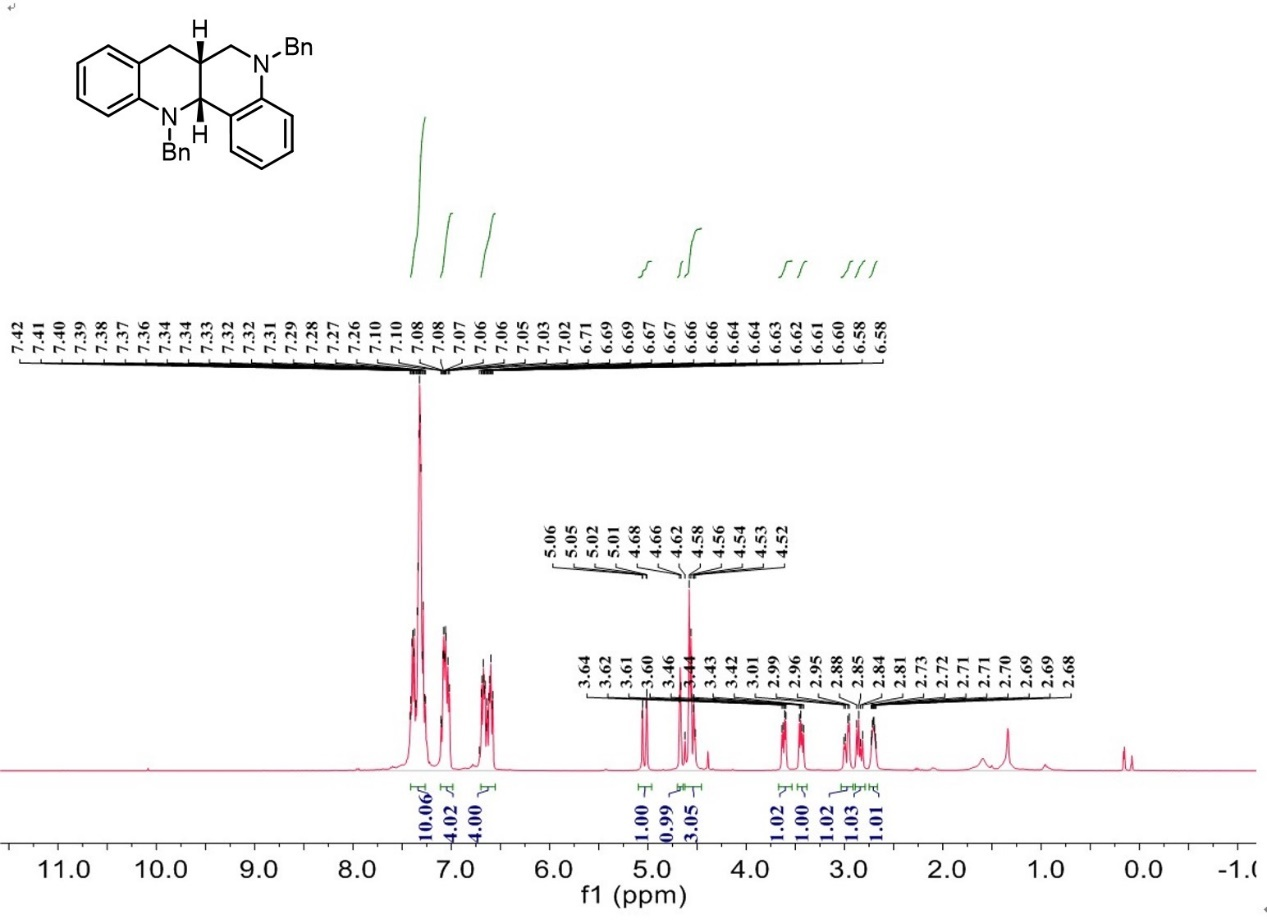 H
Bn
N
N
H
Bn
7.42 7.41 7.40 7.39 7.38 7.37 7.36 7.34 7.34 7.33 7.32 7.32 7.31 7.29 7.28 7.27 7.26 7.10 7.10 7.08 7.08 7.07 7.06 7.06 7.05 7.03 7.02 6.71 6.69 6.69 6.67 6.67 6.66 6.66 6.64 6.64 6.63 6.62 6.61 6.60 6.58 6.58
5.06 5.05 5.02 5.01 4.68 4.66 4.62 4.58 4.56 4.54 4.53 4.52
3.64 3.62 3.61 3.60 3.46 3.44 3.43 3.42 3.01 2.99 2.96 2.95 2.88 2.85 2.84 2.81 2.73 2.72 2.71 2.71 2.70 2.69 2.69 2.68
10.06 4.02 4.00 1.00 0.99 3.05 1.02 1.00 1.02 1.03 1.01
11.0 10.0 9.0 8.0 7.0 6.0 5.0 4.0 3.0 2.0 1.0 0.0 -1.0
f1 (ppm)